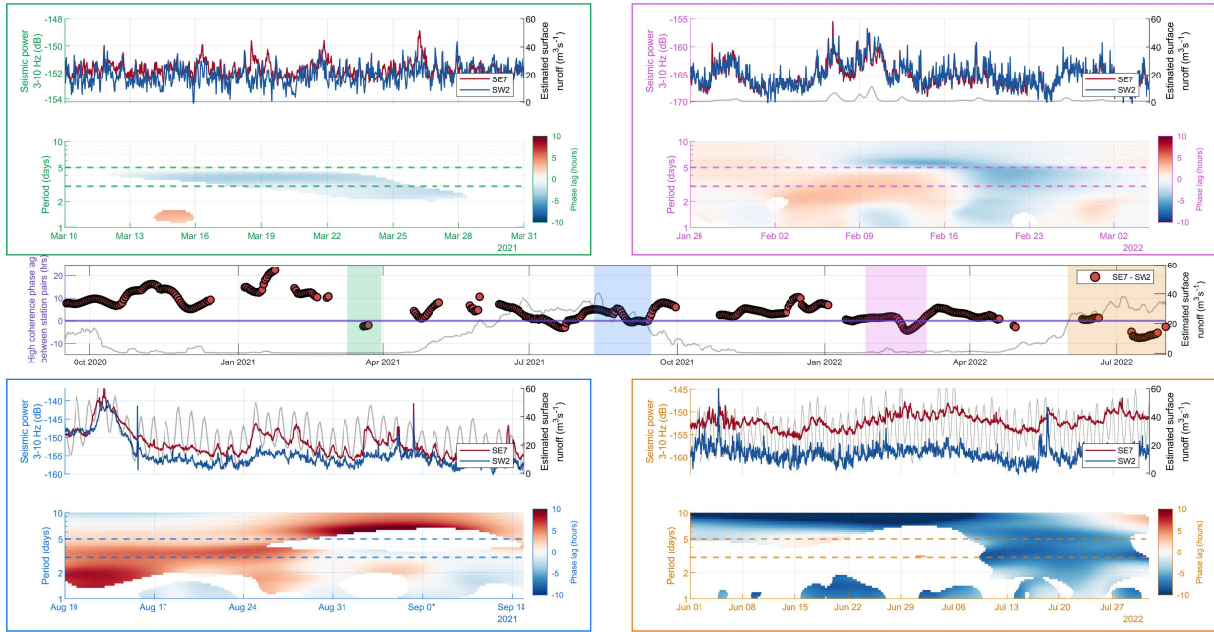 Seismic power
3-10 Hz (dB)
-148
-150
-152
-154
60
40
20
0
Estimated surface
runoff (m³s⁻¹)
SE7
SW2
Period (days)
10
5
2
1
Mar 10
Mar 13
Mar 16
Mar 19
Mar 22
Mar 25
Mar 28
Mar 31
2021
10
5
0
-5
-10
Phase lag (hours)
Seismic power
3-10 Hz (dB)
-155
-160
-165
-170
60
40
20
0
Estimated surface
runoff (m³s⁻¹)
SE7
SW2
Period (days)
10
5
2
1
Jan 26
Feb 02
Feb 09
Feb 16
Feb 23
Mar 02
2022
10
5
0
-5
-10
Phase lag (hours)
High coherence phase ag
between station pairs (hrs)
20
10
0
-10
Oct 2020
Jan 2021
Apr 2021
Jul 2021
Oct 2021
Jan 2022
Apr 2022
Jul 2022
SE7 - SW2
60
40
20
0
Estimated surface
runoff (m³s⁻¹)
Seismic power
3-10 Hz (dB)
-140
-145
-150
-155
-160
60
40
20
0
Estimated surface
runoff (m³s⁻¹)
SE7
SW2
Period (days)
10
5
2
1
Aug 10
Aug 17
Aug 24
Aug 31
Sep 07
Sep 14
2021
10
5
0
-5
-10
Phase lag (hours)
Seismic power
3-10 Hz (dB)
-145
-150
-155
-160
60
40
20
0
Estimated surface
runoff (m³s⁻¹)
SE7
SW2
Period (days)
10
5
2
1
Jun 01
Jun 08
Jun 15
Jun 22
Jun 29
Jul 06
Jul 13
Jul 20
Jul 27
2022
10
5
0
-5
-10
Phase lag (hours)